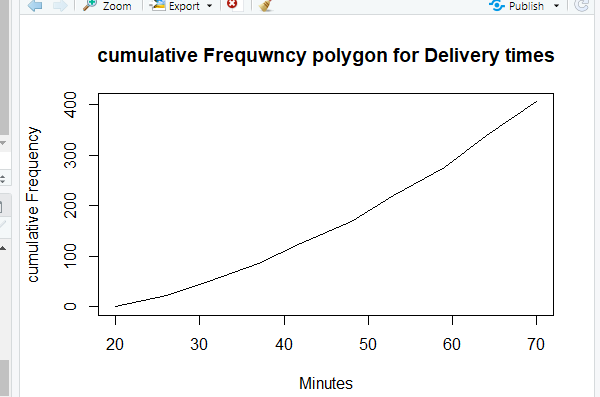 Zoom Export Publish
cumulative Frequwncy polygon for Delivery times
cumulative Frequency
400
300
200
100
0
20 30 40 50 60 70
Minutes